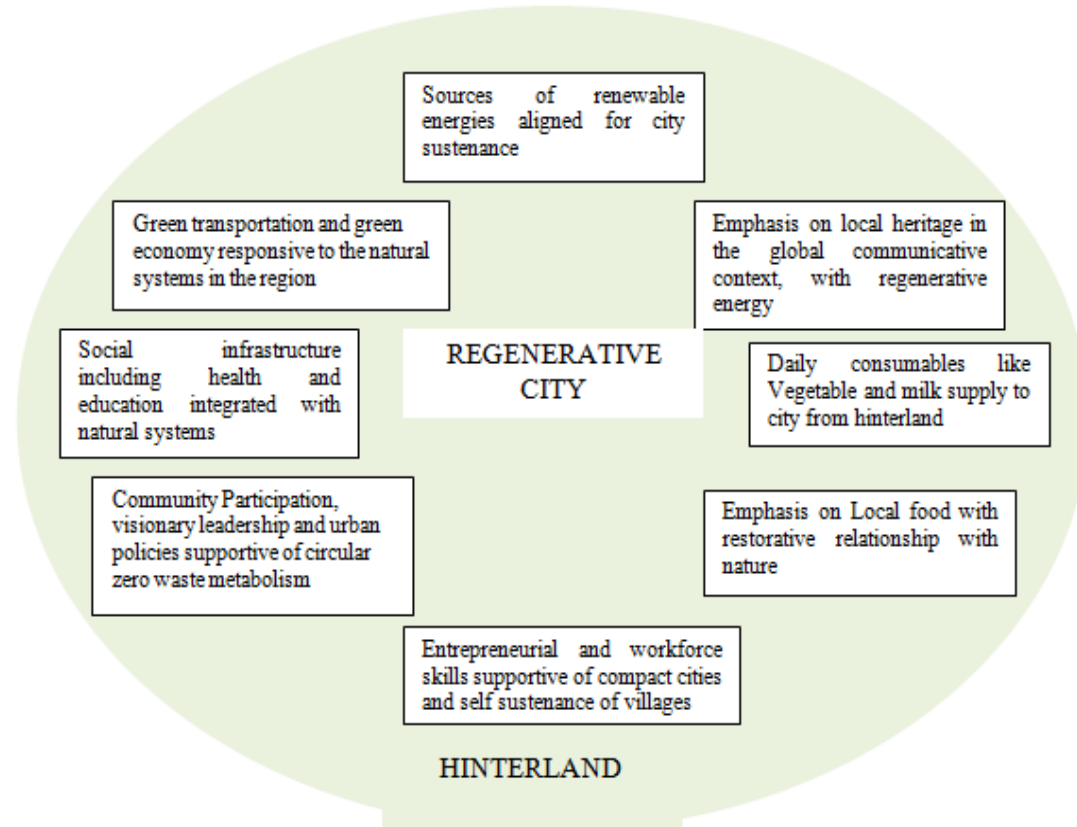 Sources of renewable
energies aligned for city
sustenance
Green transportation and green
economy responsive to the natural
systems in the region
Emphasis on local heritage in
the global communicative
context, with regenerative
energy
Social infrastructure
including health and
education integrated with
natural systems
REGENERATIVE
CITY
Daily consumables like
Vegetable and milk supply to
city from hinterland
Community Participation,
visionary leadership and urban
policies supportive of circular
zero waste metabolism
Emphasis on Local food with
restorative relationship with
nature
Entrepreneurial and workforce
skills supportive of compact cities
and self sustenance of villages
HINTERLAND